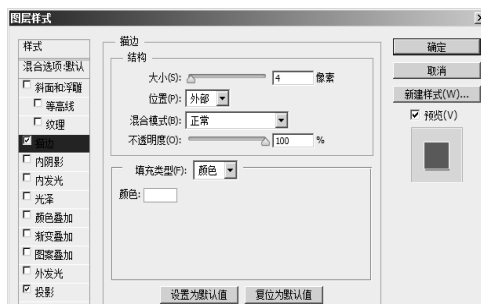 图层样式
样式
混合选项:默认
斜面和浮雕
等高线
纹理
描边
内阴影
内发光
光泽
颜色叠加
渐变叠加
图案叠加
外发光
投影
描边
结构
大小(S): 4 像素
位置(P): 外部
混合模式(B): 正常
不透明度(O): 100 %
填充类型(F): 颜色
颜色:
设置为默认值 复位为默认值
确定
取消
新建样式(W)...
预览(V)